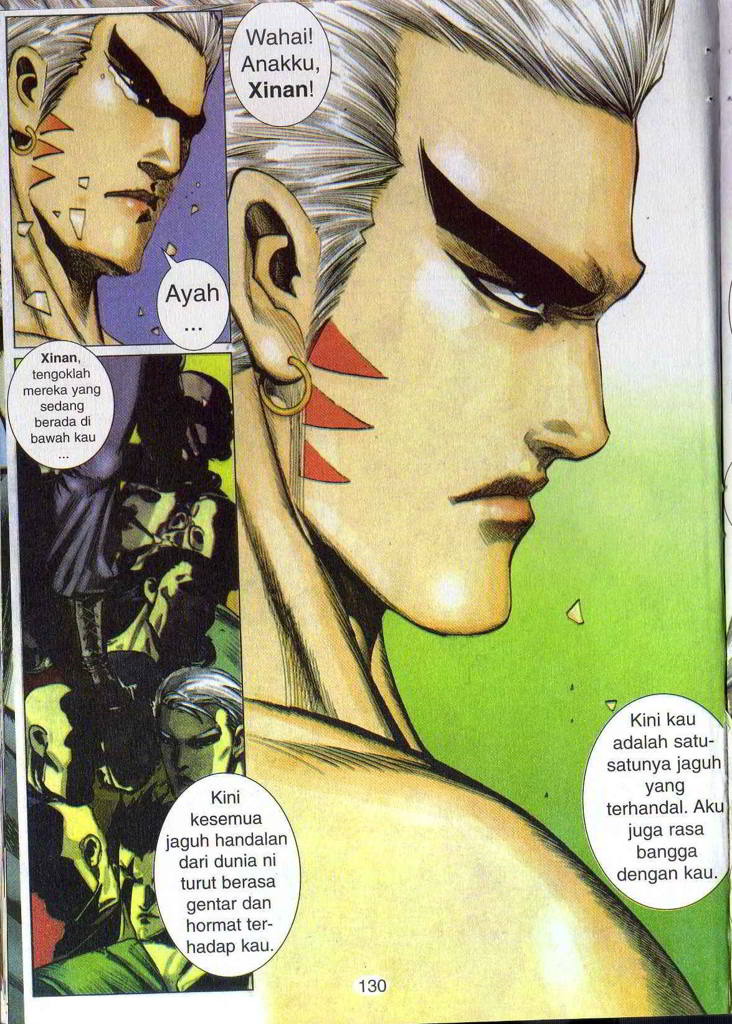 Wahai!
Anakku,
Xinan!
Ayah
...
Xinan,
tengoklah
mereka yang
sedang
berada di
bawah kau
...
Kini
kesemua
jaguh handalan
dari dunia ni
turut berasa
gentar dan
hormat ter-
hadap kau.
Kini kau
adalah satu-
satunya jaguh
yang
terhandal. Aku
juga rasa
bangga
dengan kau.
130